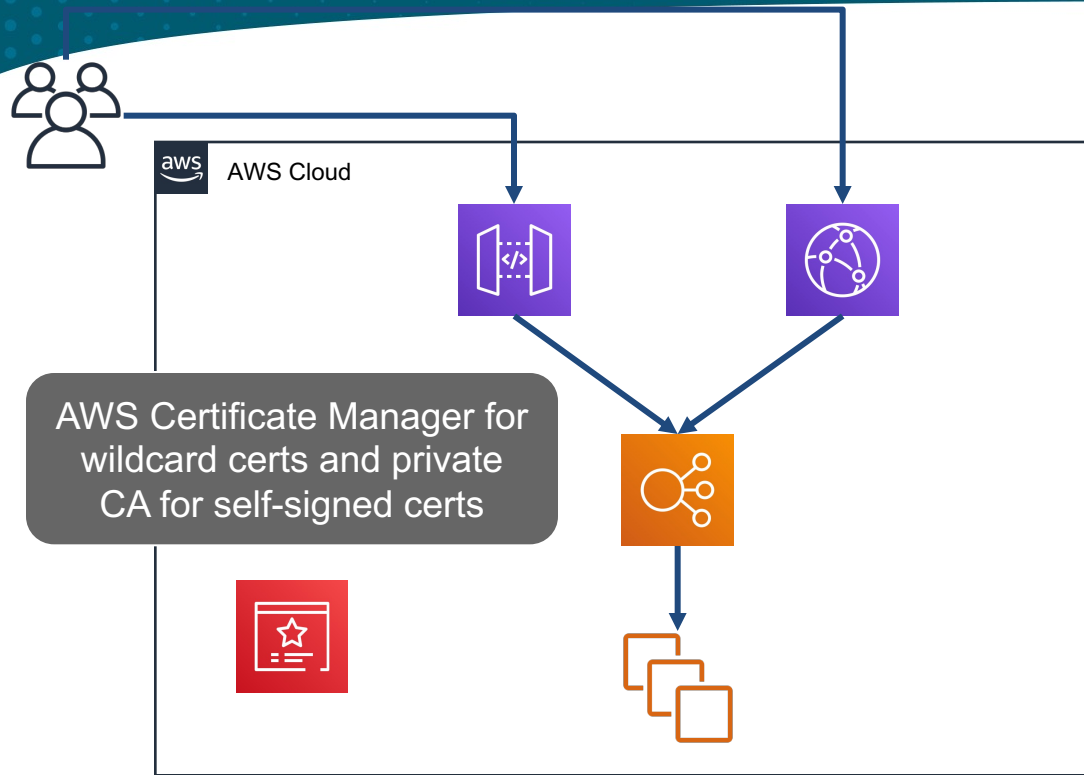 aws
AWS Cloud
</>
AWS Certificate Manager for
wildcard certs and private
CA for self-signed certs